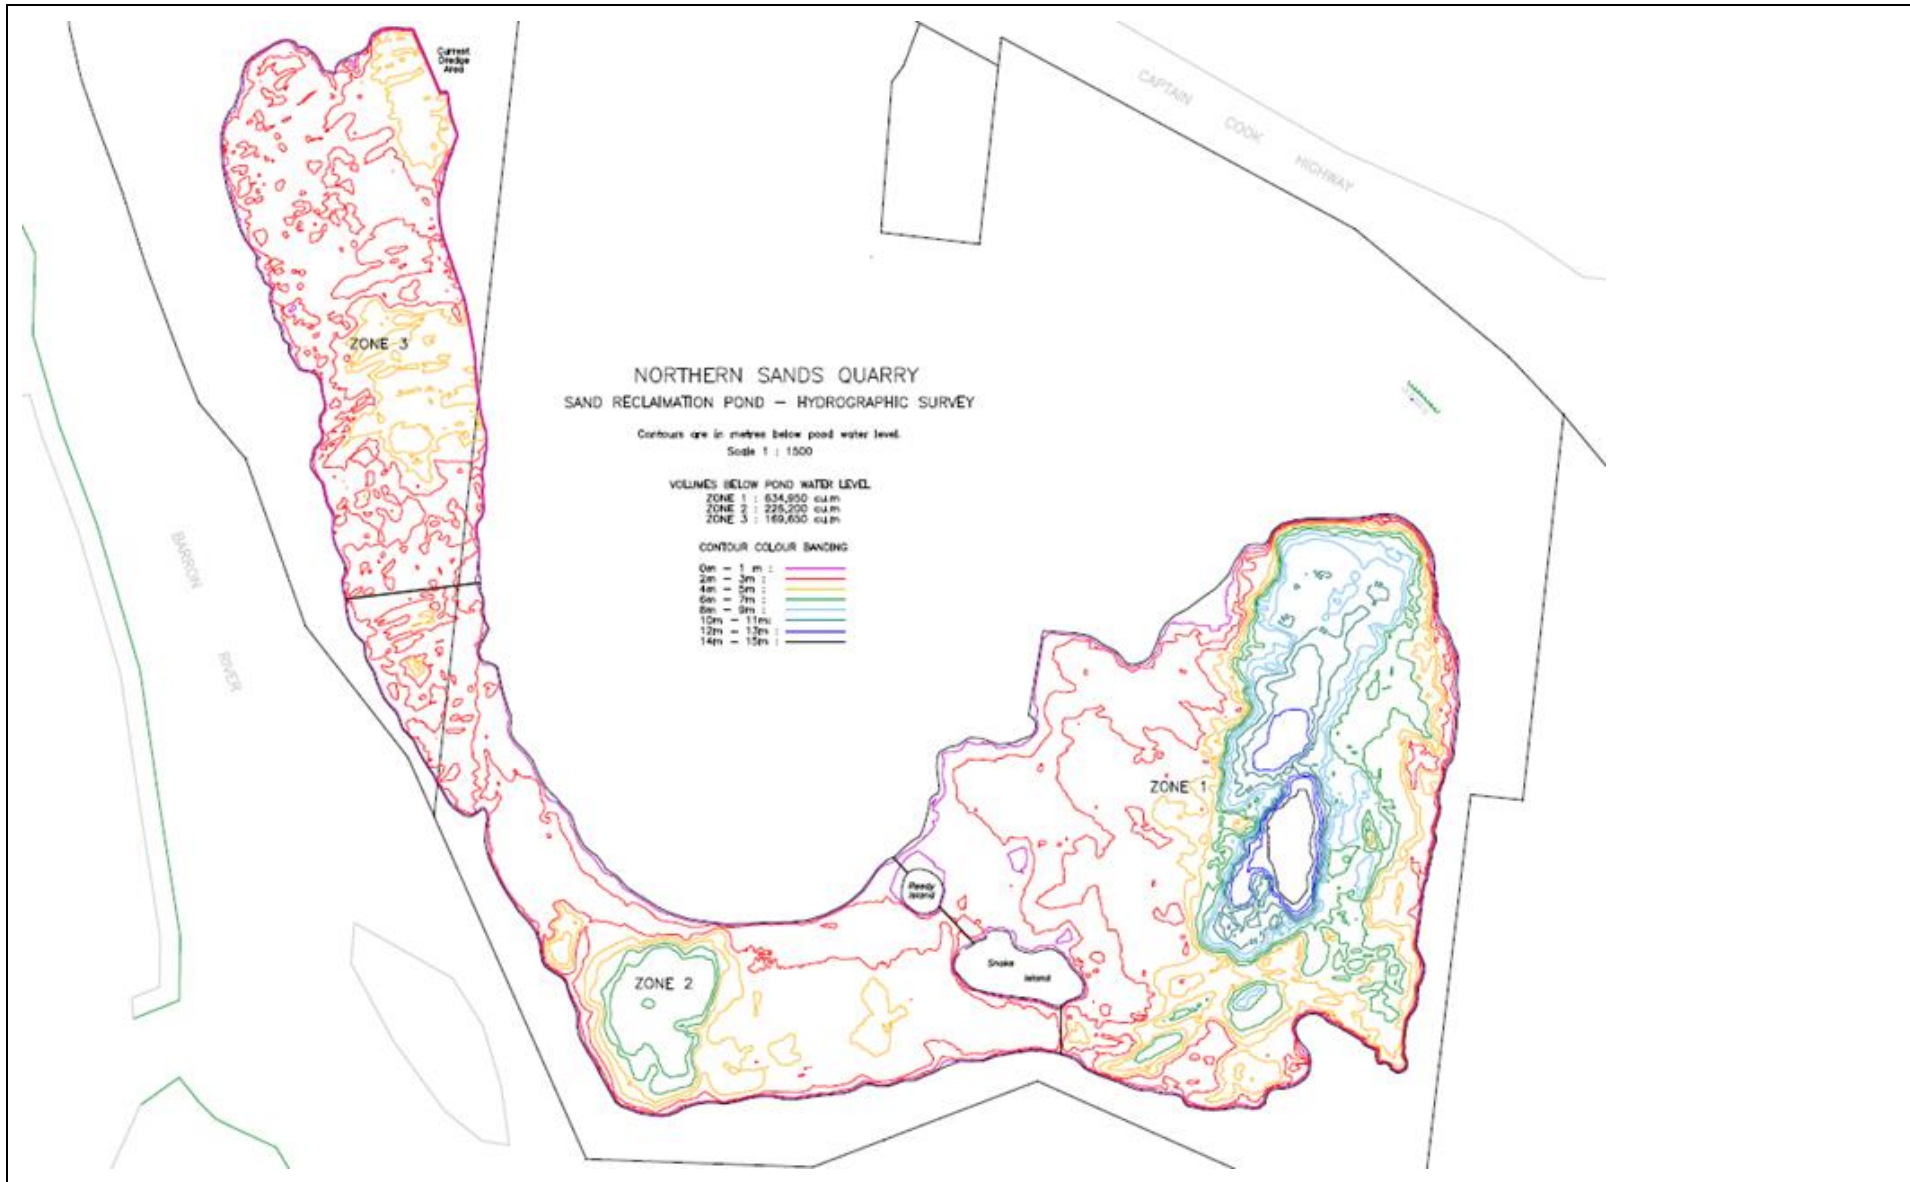 Current
Dredge
Area
CAPTAIN COOK HIGHWAY
ZONE 3
NORTHERN SANDS QUARRY
SAND RECLAIMATION POND – HYDROGRAPHIC SURVEY
Contours are in metres below pond water level.
Scale 1 : 1500
VOLUMES BELOW POND WATER LEVEL
ZONE 1 : 634,950 cu.m
ZONE 2 : 226,200 cu.m
ZONE 3 : 169,650 cu.m
CONTOUR COLOUR BANDING
0m – 1 m :
2m – 3m :
4m – 5m :
6m – 7m :
8m – 9m :
10m – 11m:
12m – 13m :
14m – 15m :
BARRON
RIVER
ZONE 1
Reedy
Island
Snake
Island
ZONE 2